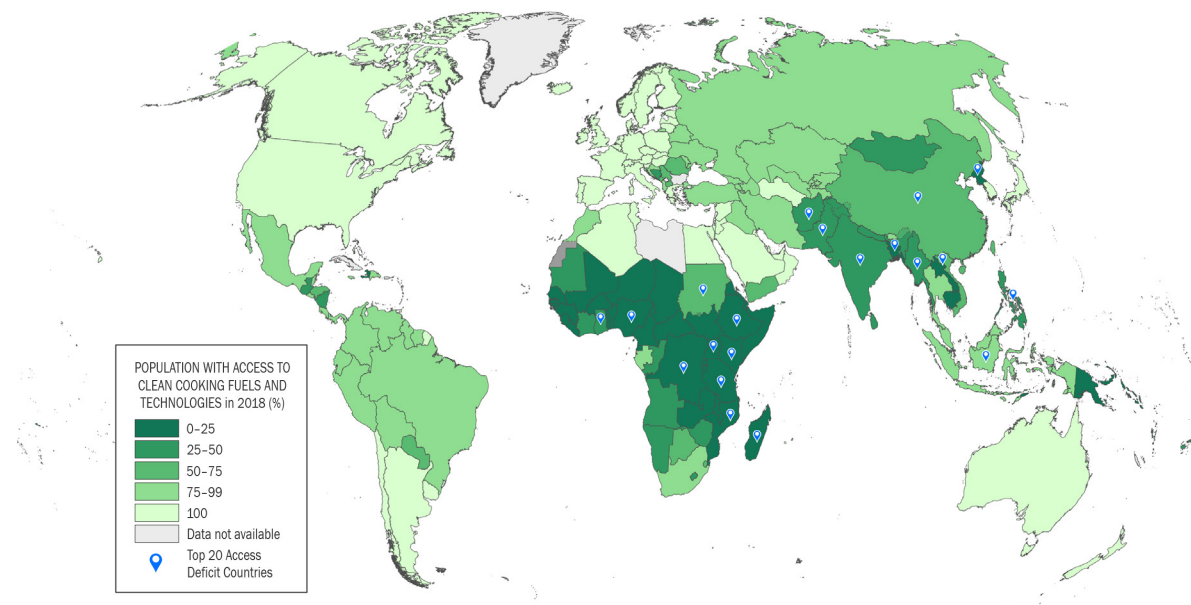 POPULATION WITH ACCESS TO
CLEAN COOKING FUELS AND
TECHNOLOGIES in 2018 (%)
0–25
25–50
50–75
75–99
100
Data not available
Top 20 Access
Deficit Countries